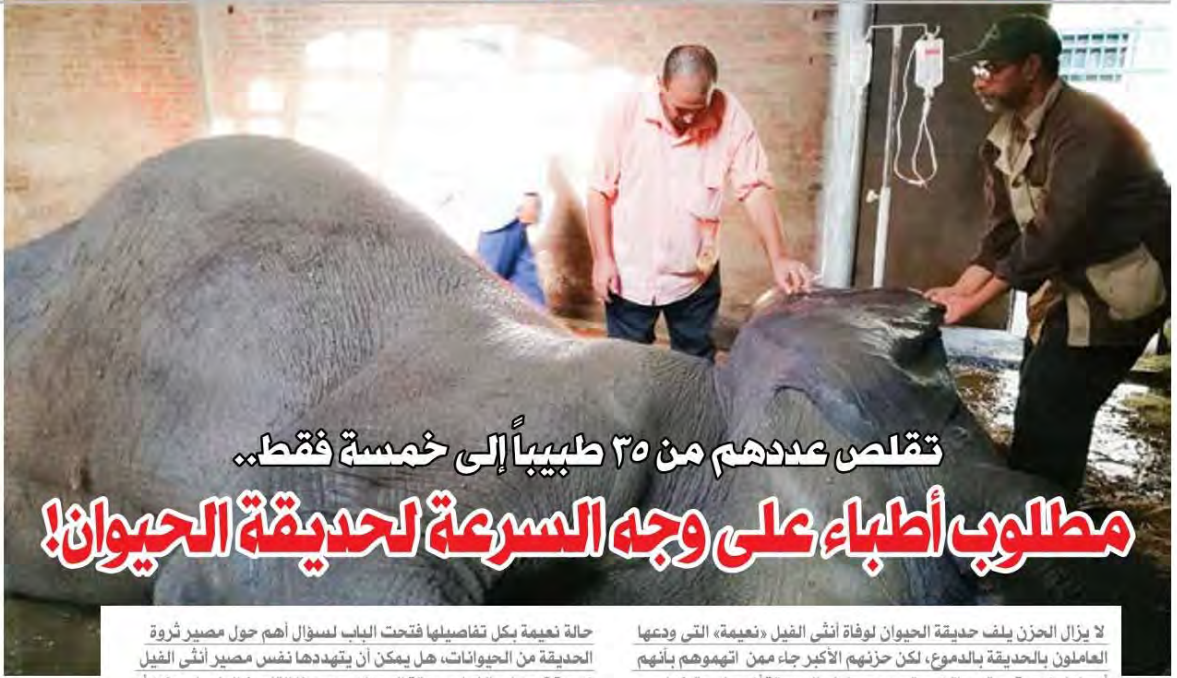 تقلص عددهم من ٣٥ طبيباً إلى خمسة فقط..
مطلوب أطباء على وجه السرعة لحديقة الحيوان!
لا يزال الحزن يلف حديقة الحيوان لوفاة أنثى الفيل «نعيمة» التى ودعها
العاملون بالحديقة بالدموع، لكن حزنهم الأكبر جاء ممن اتهموهم بأنهم
حالة نعيمة بكل تفاصيلها فتحت الباب لسؤال أهم حول مصير ثروة
الحديقة من الحيوانات، هل يمكن أن يتهددها نفس مصير أنثى الفيل